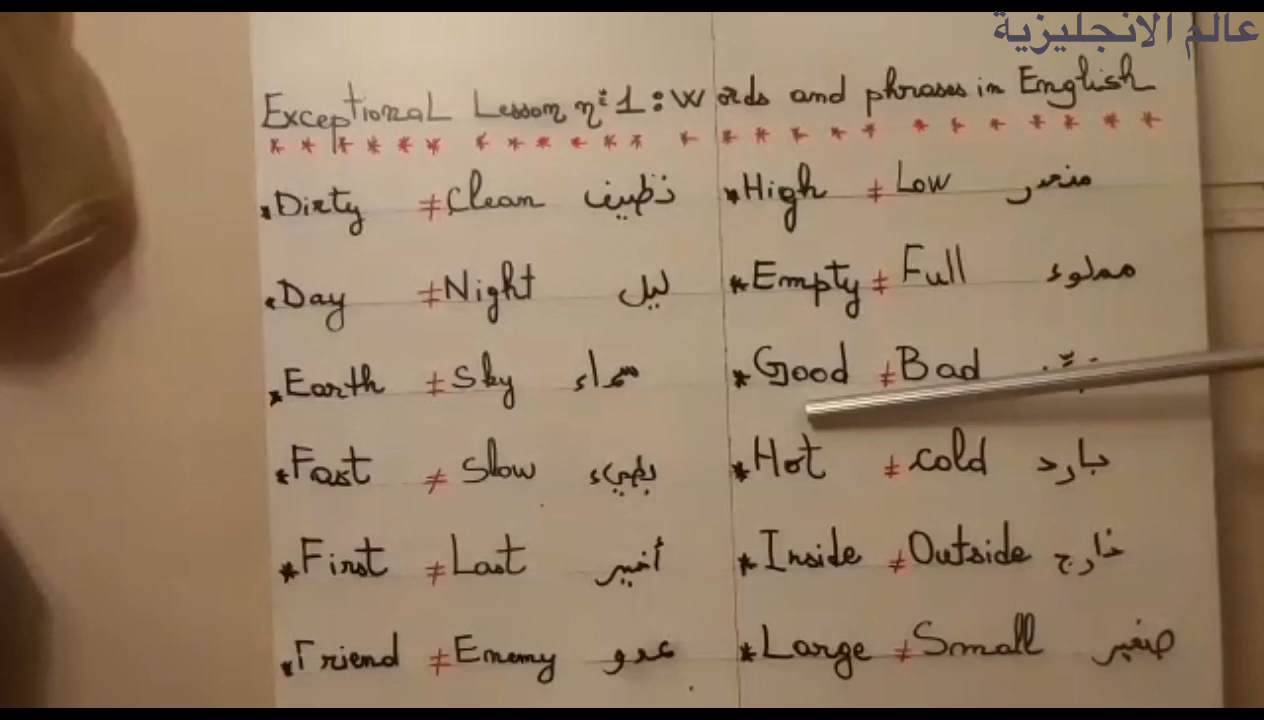 عالم الانجليزية
Exceptional Lesson n°1: Words and phrases in English
* Dirty ≠ Clean نظيف
* High ≠ Low منحدر
* Day ≠ Night ليل
* Empty ≠ Full مملوء
* Earth ≠ Sky سماء
* Good ≠ Bad
* Fast ≠ Slow بطيء
* Hot ≠ cold بارد
* First ≠ Last أخير
* Inside ≠ Outside خارج
* Friend ≠ Enemy عدو
* Large ≠ Small صغير